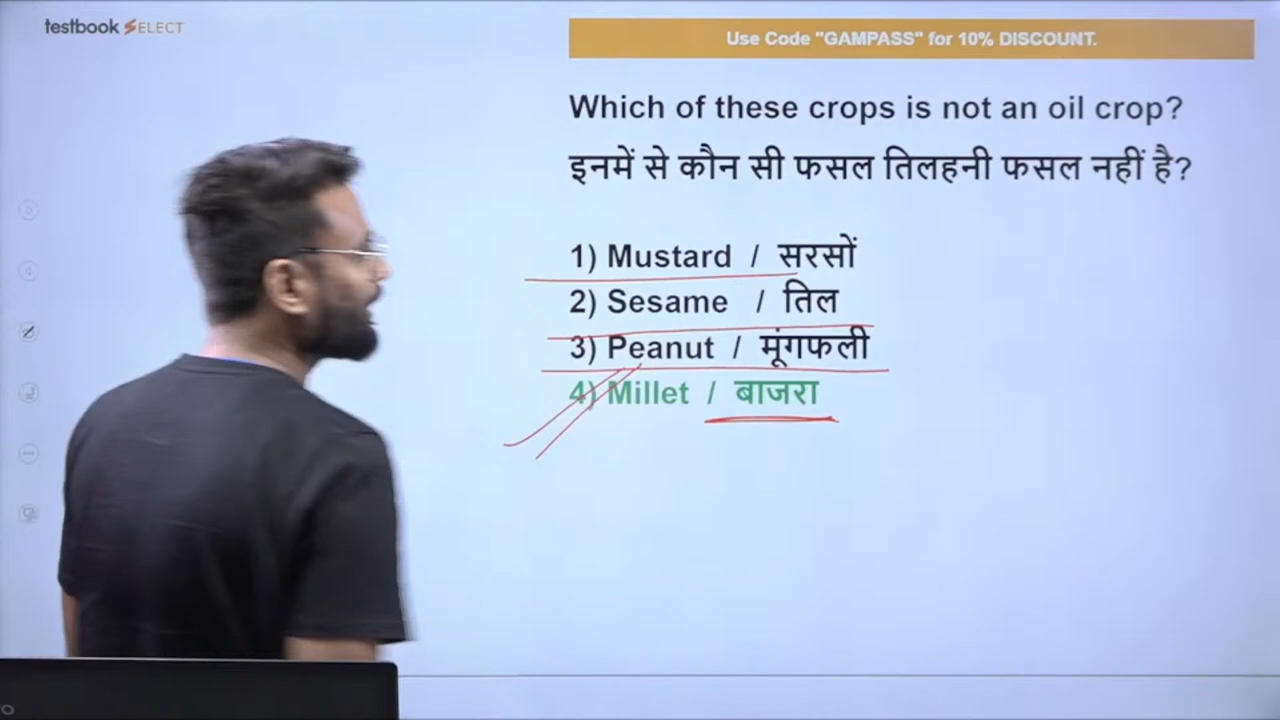 testbook SELECT
Use Code "GAMPASS" for 10% DISCOUNT.
Which of these crops is not an oil crop?
इनमें से कौन सी फसल तिलहनी फसल नहीं है?
1) Mustard / सरसों
2) Sesame / तिल
3) Peanut / मूंगफली
4) Millet / बाजरा